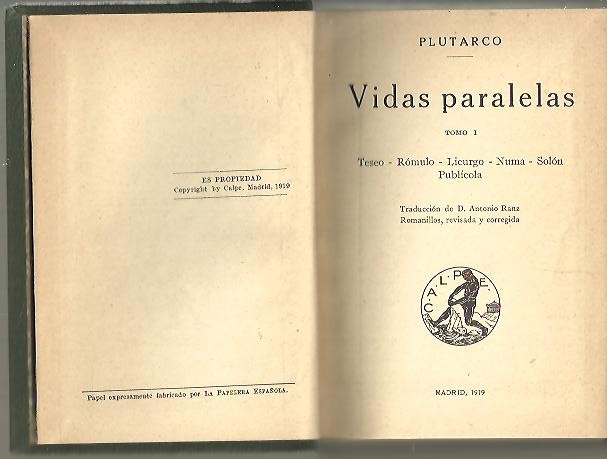 ES PROPIEDAD
Copyright by Calpe, Madrid, 1919
Papel expresamente fabricado por LA PAPELERA ESPAÑOLA.
PLUTARCO
Vidas paralelas
TOMO I
Teseo - Rómulo - Licurgo - Numa - Solón
Publícola
Traducción de D. Antonio Ranz
Romanillos, revisada y corregida
C.A.L.P.E.
MADRID, 1919